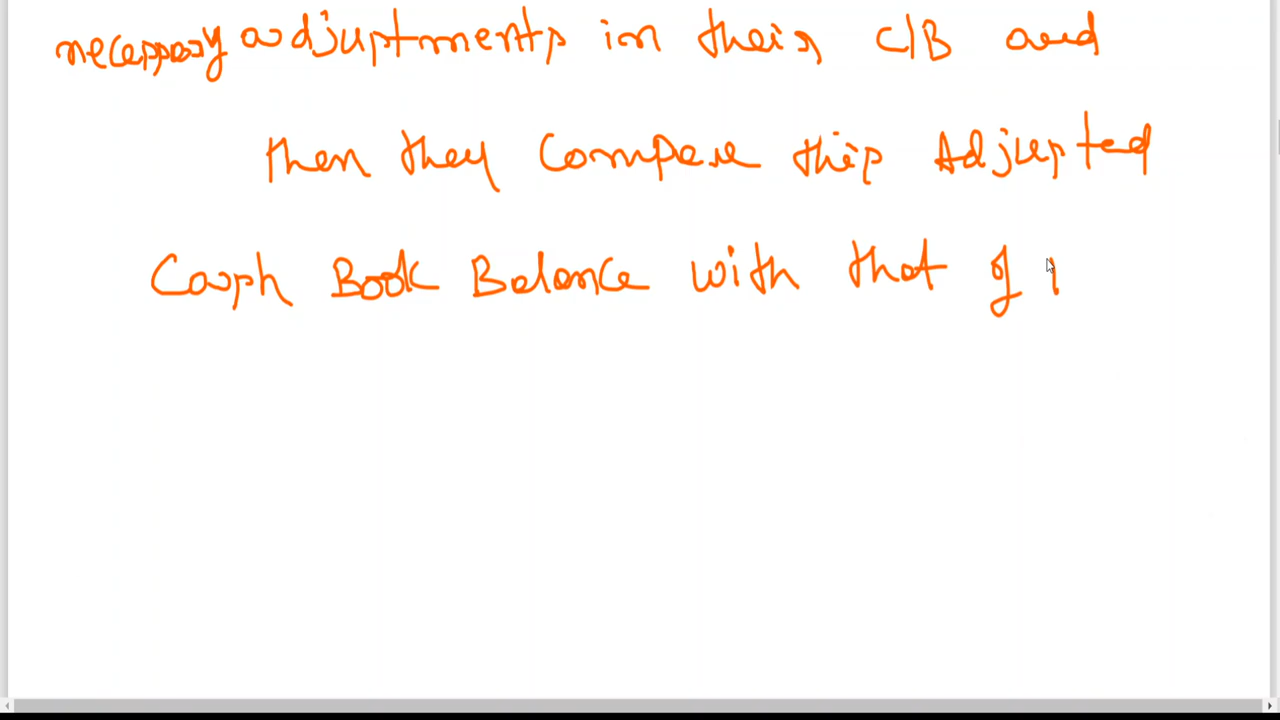 necessary adjustments in their C/B and
then they compare this Adjusted
Cash Book Balance with that of